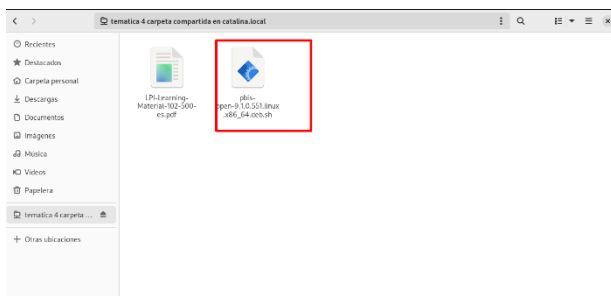 tematica 4 carpeta compartida en catalina.local
Recientes
Destacados
Carpeta personal
Descargas
Documentos
Imágenes
Música
Vídeos
Papelera
tematica 4 carpeta ...
Otras ubicaciones
LPI-Learning-
Material-102-500-
es.pdf
pbis-
open-9.1.0.551.linux
.x86_64.deb.sh